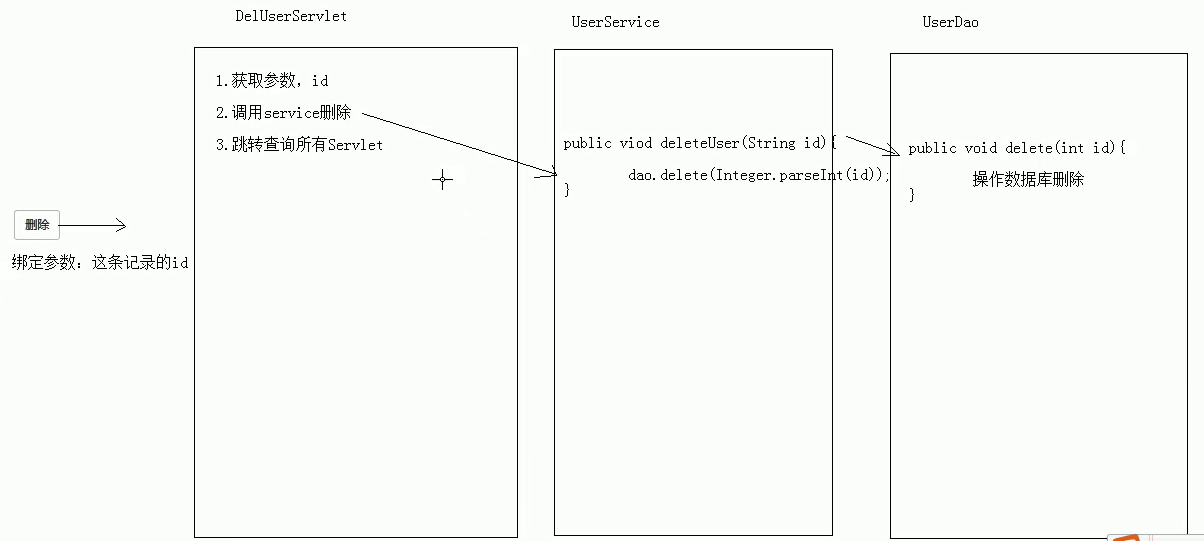 DelUserServlet
UserService
UserDao
1.获取参数，id
2.调用service删除
3.跳转查询所有Servlet
public viod deleteUser(String id){
dao.delete(Integer.parseInt(id));
}
public void delete(int id){
操作数据库删除
}
删除
绑定参数：这条记录的id